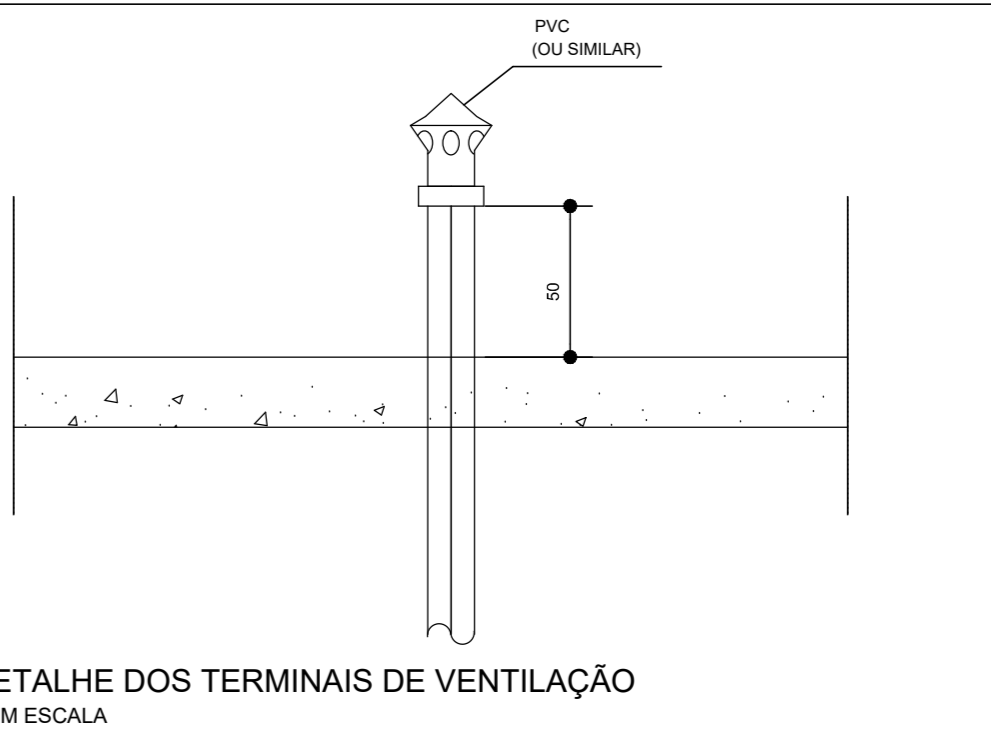 PVC
(OU SIMILAR)
50
ETALHE DOS TERMINAIS DE VENTILAÇÃO
M ESCALA